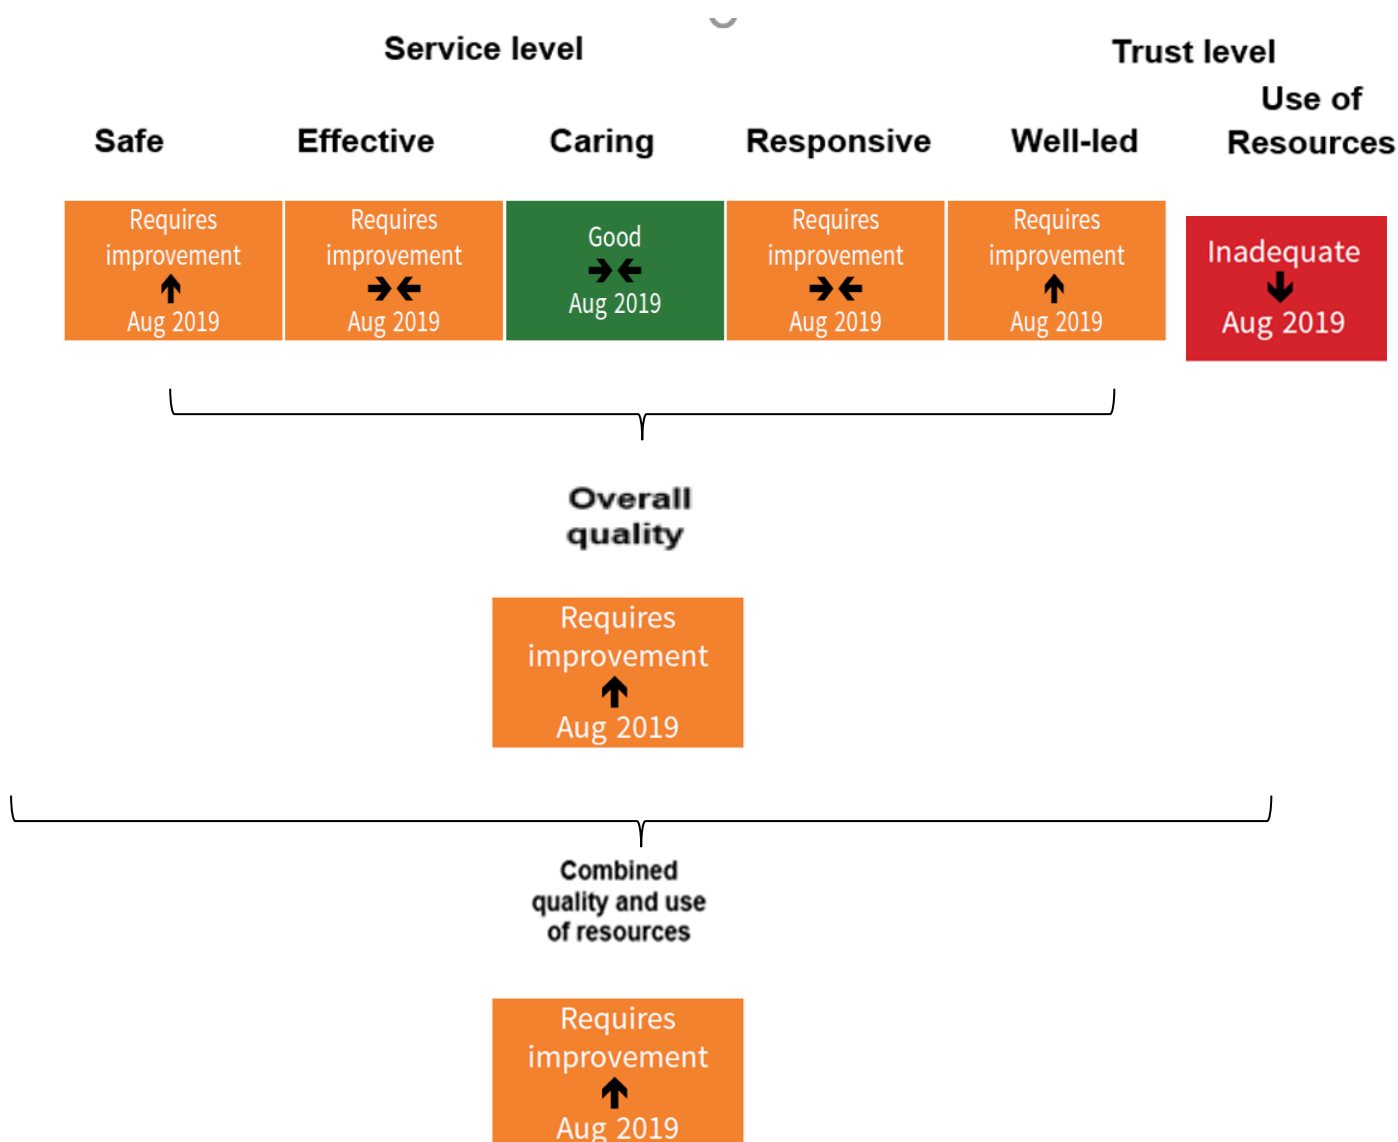 Service level
Trust level
Safe
Effective
Caring
Responsive
Well-led
Use of
Resources
Requires
improvement
Aug 2019
Requires
improvement
Aug 2019
Good
Aug 2019
Requires
improvement
Aug 2019
Requires
improvement
Aug 2019
Inadequate
Aug 2019
Overall
quality
Requires
improvement
Aug 2019
Combined
quality and use
of resources
Requires
improvement
Aug 2019